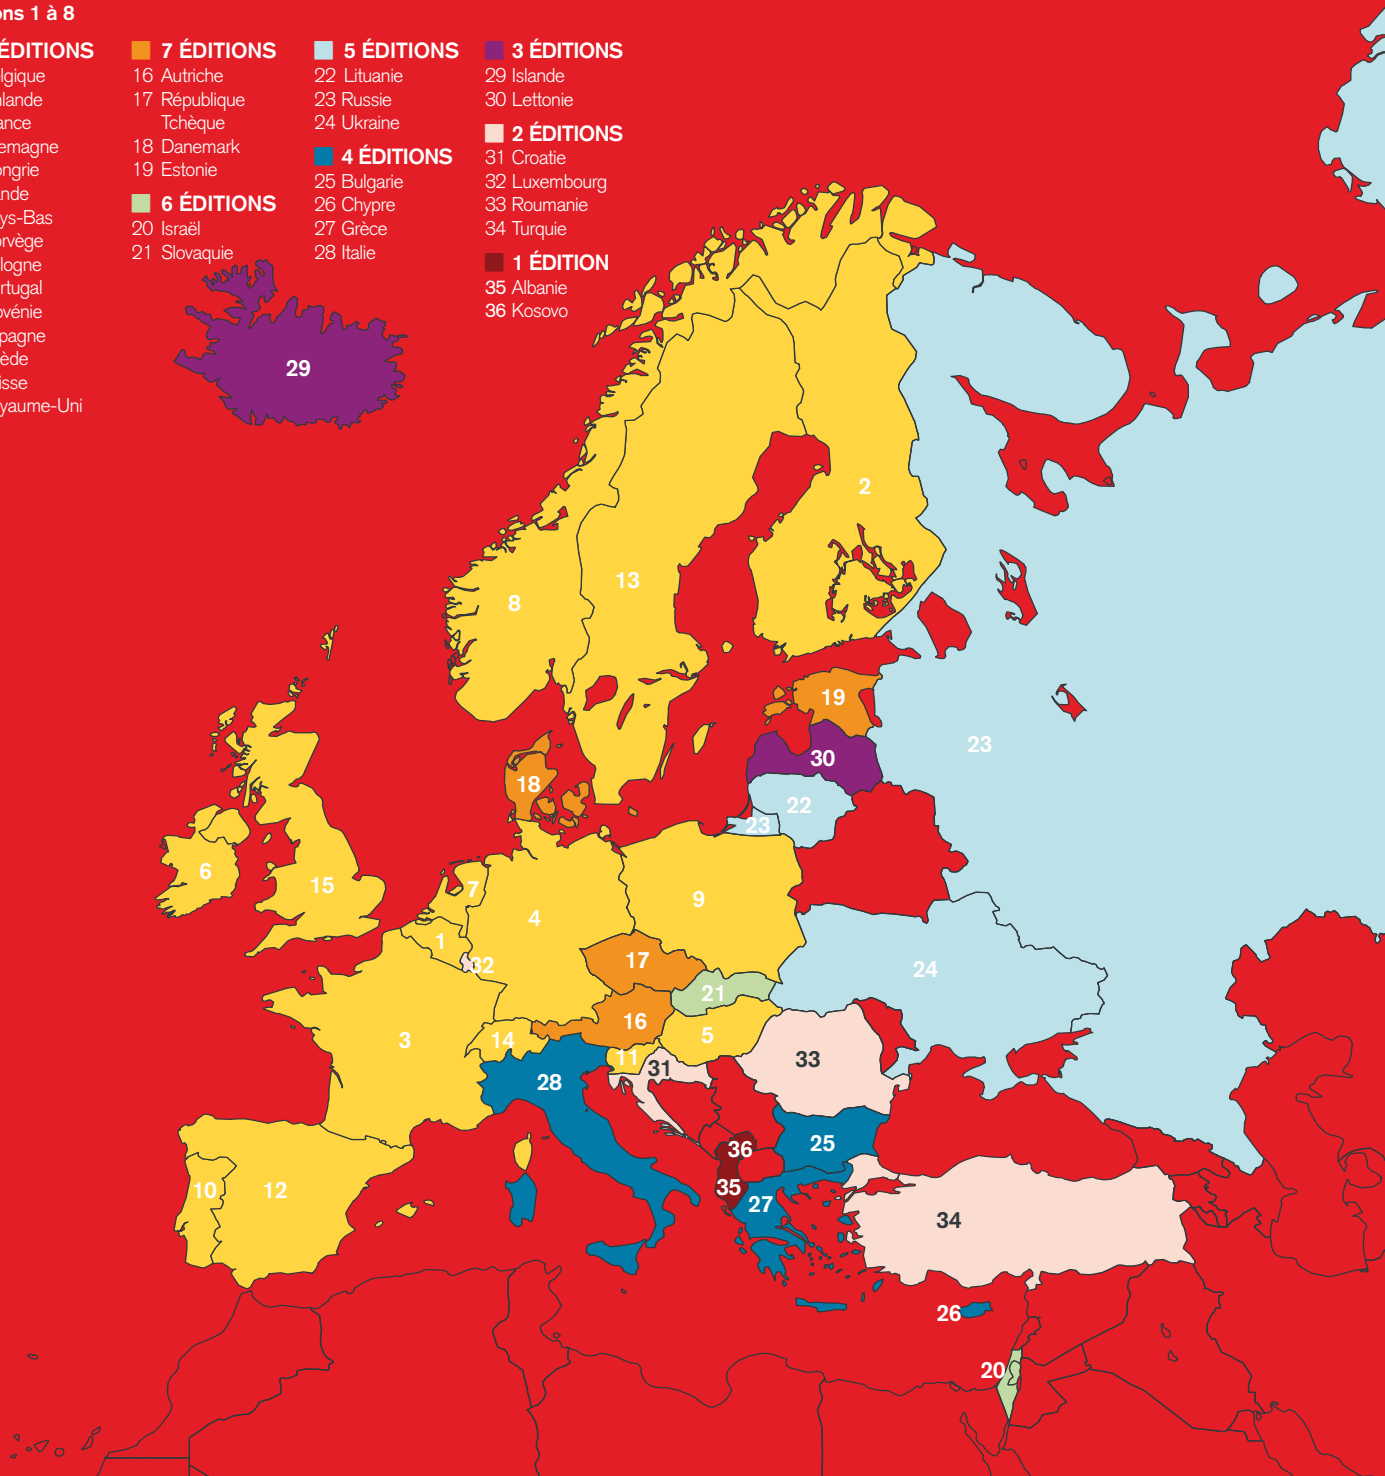 ons 1 à 8
ÉDITIONS
lgique
lande
ance
emagne
ongrie
nde
ys-Bas
rvège
logne
rtugal
ovénie
pagne
ède
isse
yaume-Uni
7 ÉDITIONS
16 Autriche
17 République
Tchèque
18 Danemark
19 Estonie
6 ÉDITIONS
20 Israël
21 Slovaquie
5 ÉDITIONS
22 Lituanie
23 Russie
24 Ukraine
4 ÉDITIONS
25 Bulgarie
26 Chypre
27 Grèce
28 Italie
3 ÉDITIONS
29 Islande
30 Lettonie
2 ÉDITIONS
31 Croatie
32 Luxembourg
33 Roumanie
34 Turquie
1 ÉDITION
35 Albanie
36 Kosovo
29
2
13
8
19
23
30
18
22
23
6
15
7
4
9
1
32
17
24
21
16
3
14
5
11
31
33
28
25
36
10
12
35
27
34
26
20